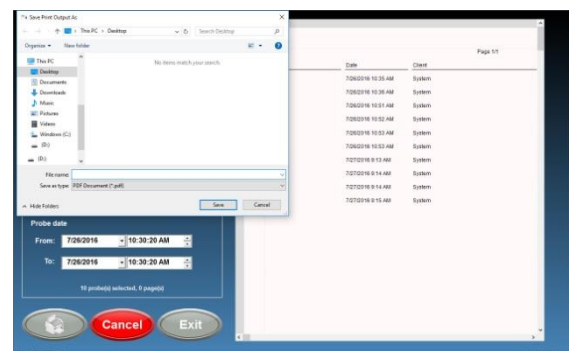 Save Print Output As
This PC > Desktop
Search Desktop
Organize
New folder
This PC
Desktop
Documents
Downloads
Music
Pictures
Videos
Windows (C:)
(D:)
(D:)
No items match your search.
File name:
Save as type: PDF Document (*.pdf)
Hide Folders
Save
Cancel
Page 1/1
Date Client
7/26/2016 10:35 AM System
7/26/2016 10:36 AM System
7/26/2016 10:51 AM System
7/26/2016 10:52 AM System
7/26/2016 10:53 AM System
7/26/2016 10:53 AM System
7/27/2016 9:13 AM System
7/27/2016 9:14 AM System
7/27/2016 9:14 AM System
7/27/2016 9:15 AM System
Probe date
From: 7/26/2016 10:30:20 AM
To: 7/26/2016 10:30:20 AM
10 probe(s) selected, 0 page(s)
Cancel
Exit